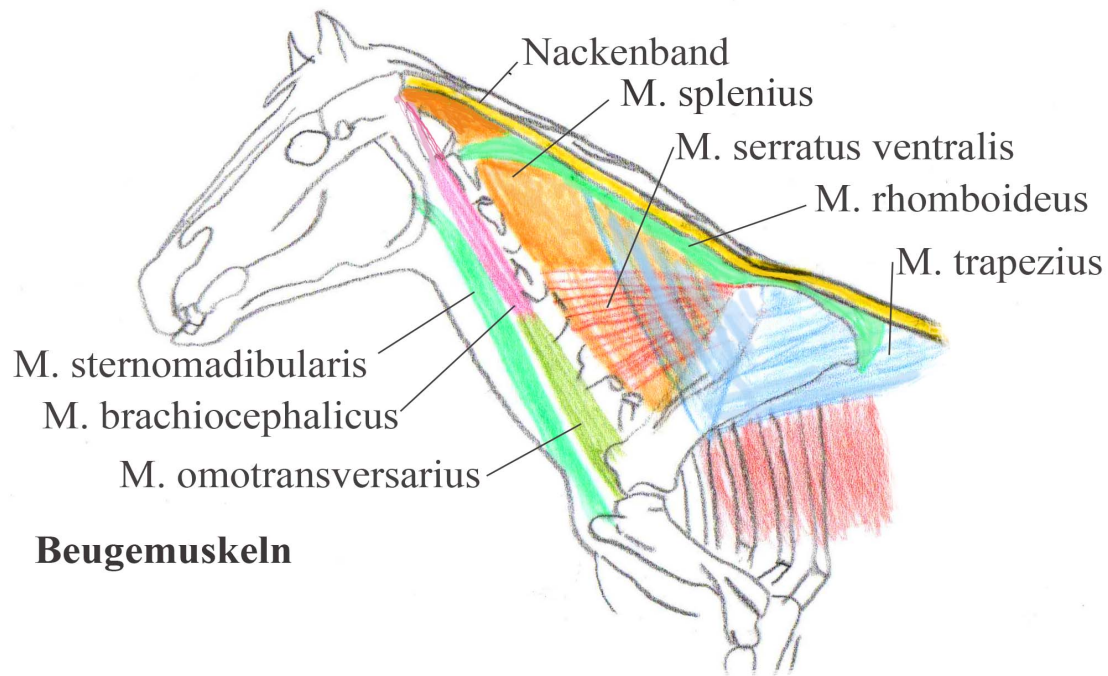 Nackenband
M. splenius
M. serratus ventralis
M. rhomboideus
M. trapezius
M. sternomadibularis
M. brachiocephalicus
M. omotransversarius
Beugemuskeln